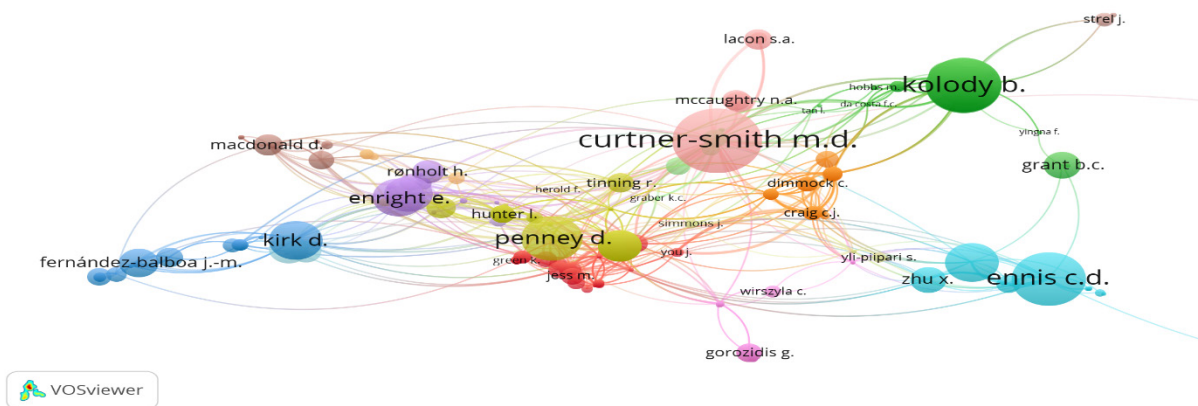 strel j.
lacon s.a.
kolody b.
hobbs m.
mccaughtry n.a.
da costa f.c.
tan l.
yingna f.
curtner-smith m.d.
macdonald d.
grant b.c.
rønholt h.
tinning r.
dimmock c.
herold f.
enright e.
graber k.c.
hunter l.
craig c.j.
simmons j.
kirk d.
penney d.
you j.
fernández-balboa j.-m.
green k.
yli-piipari s.
jess m.
zhu x.
ennis c.d.
wirszyla c.
gorozidis g.
VOSviewer